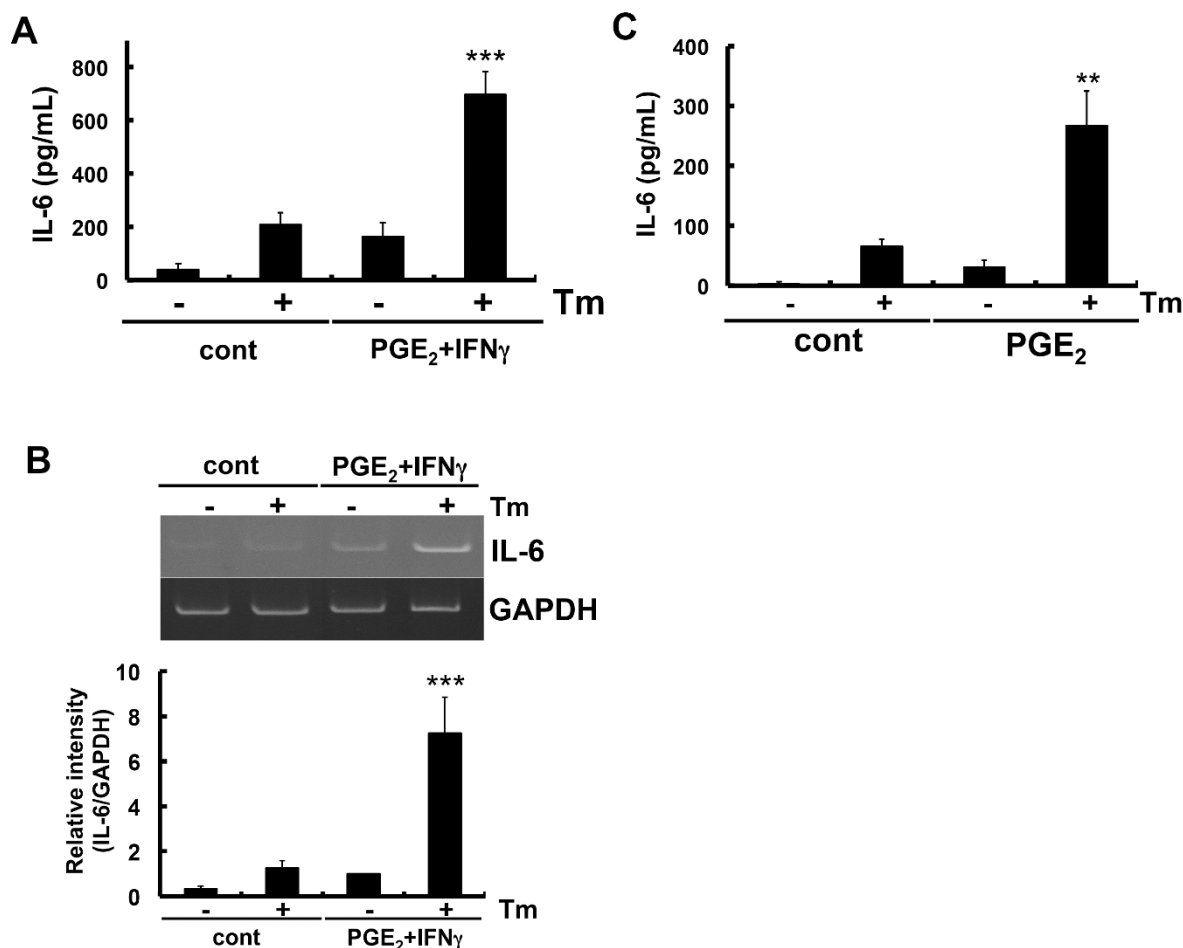 A
IL-6 (pg/mL)
800
600
400
200
0
***
- + - + Tm
cont PGE₂+IFNγ
C
IL-6 (pg/mL)
400
300
200
100
0
**
- + - + Tm
cont PGE₂
B
cont PGE₂+IFNγ
- + - + Tm
IL-6
GAPDH
Relative intensity
(IL-6/GAPDH)
10
8
6
4
2
0
***
- + - + Tm
cont PGE₂+IFNγ